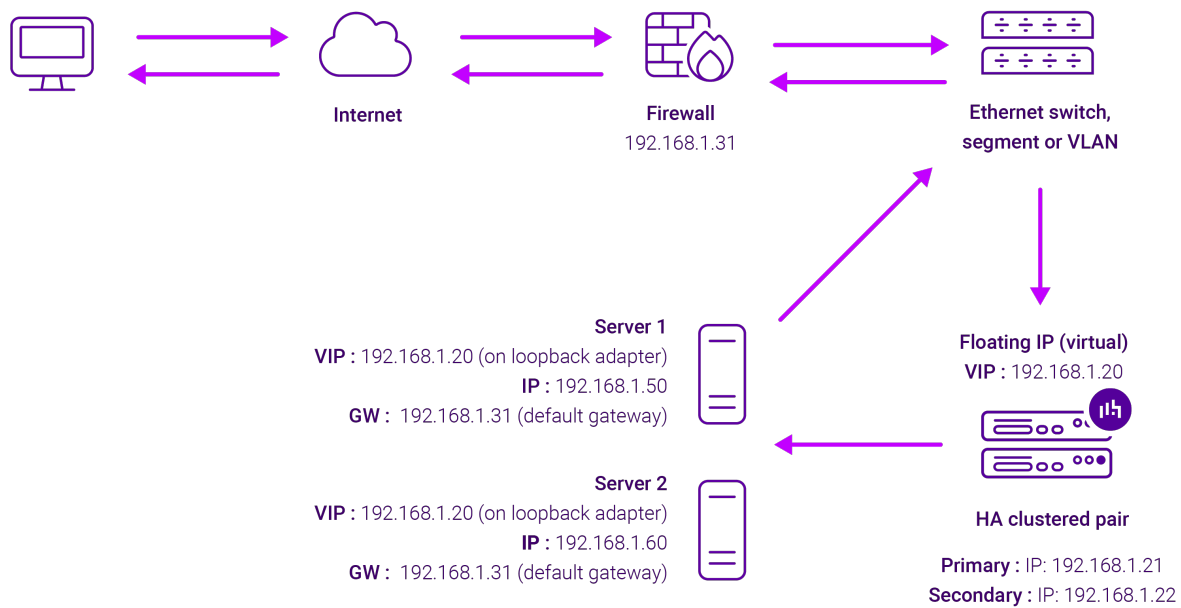 Internet
Firewall
192.168.1.31
Ethernet switch,
segment or VLAN
Server 1
VIP : 192.168.1.20 (on loopback adapter)
IP : 192.168.1.50
GW : 192.168.1.31 (default gateway)
Floating IP (virtual)
VIP : 192.168.1.20
Server 2
VIP : 192.168.1.20 (on loopback adapter)
IP : 192.168.1.60
GW : 192.168.1.31 (default gateway)
HA clustered pair
Primary : IP: 192.168.1.21
Secondary : IP: 192.168.1.22